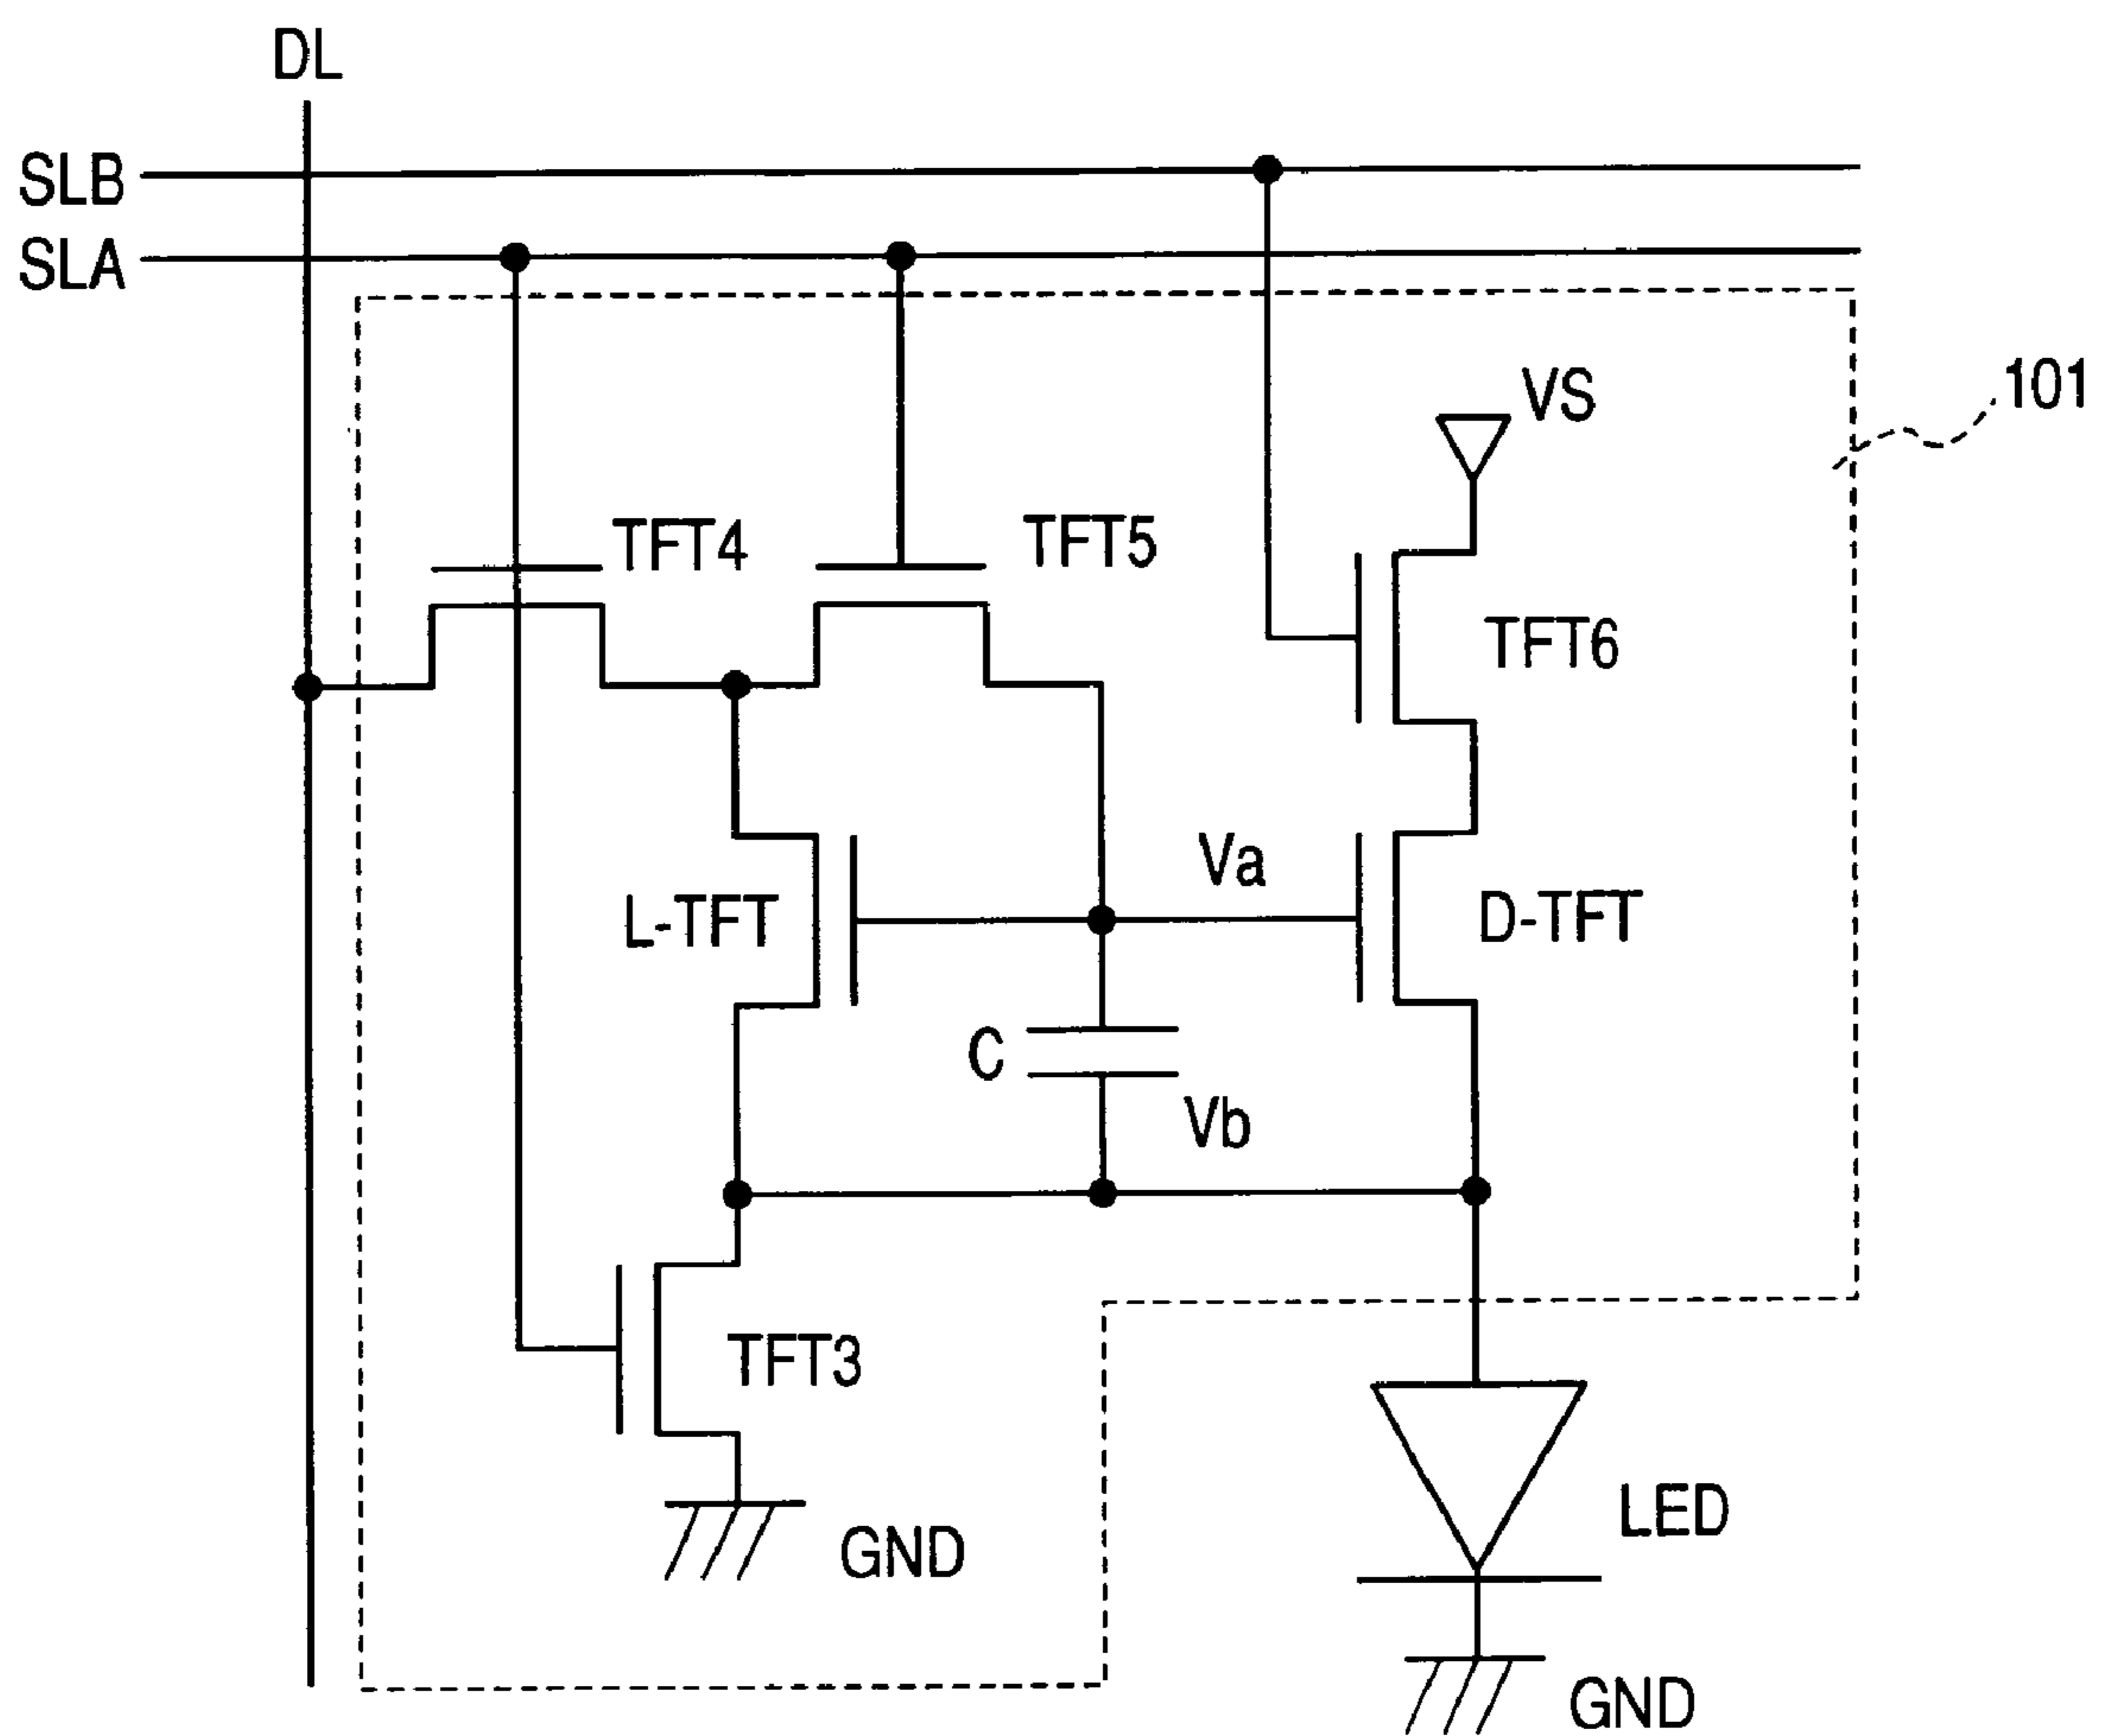 DL
SLB
SLA
101
VS
TFT4
TFT5
TFT6
Va
L-TFT
D-TFT
C
Vb
TFT3
LED
GND
GND